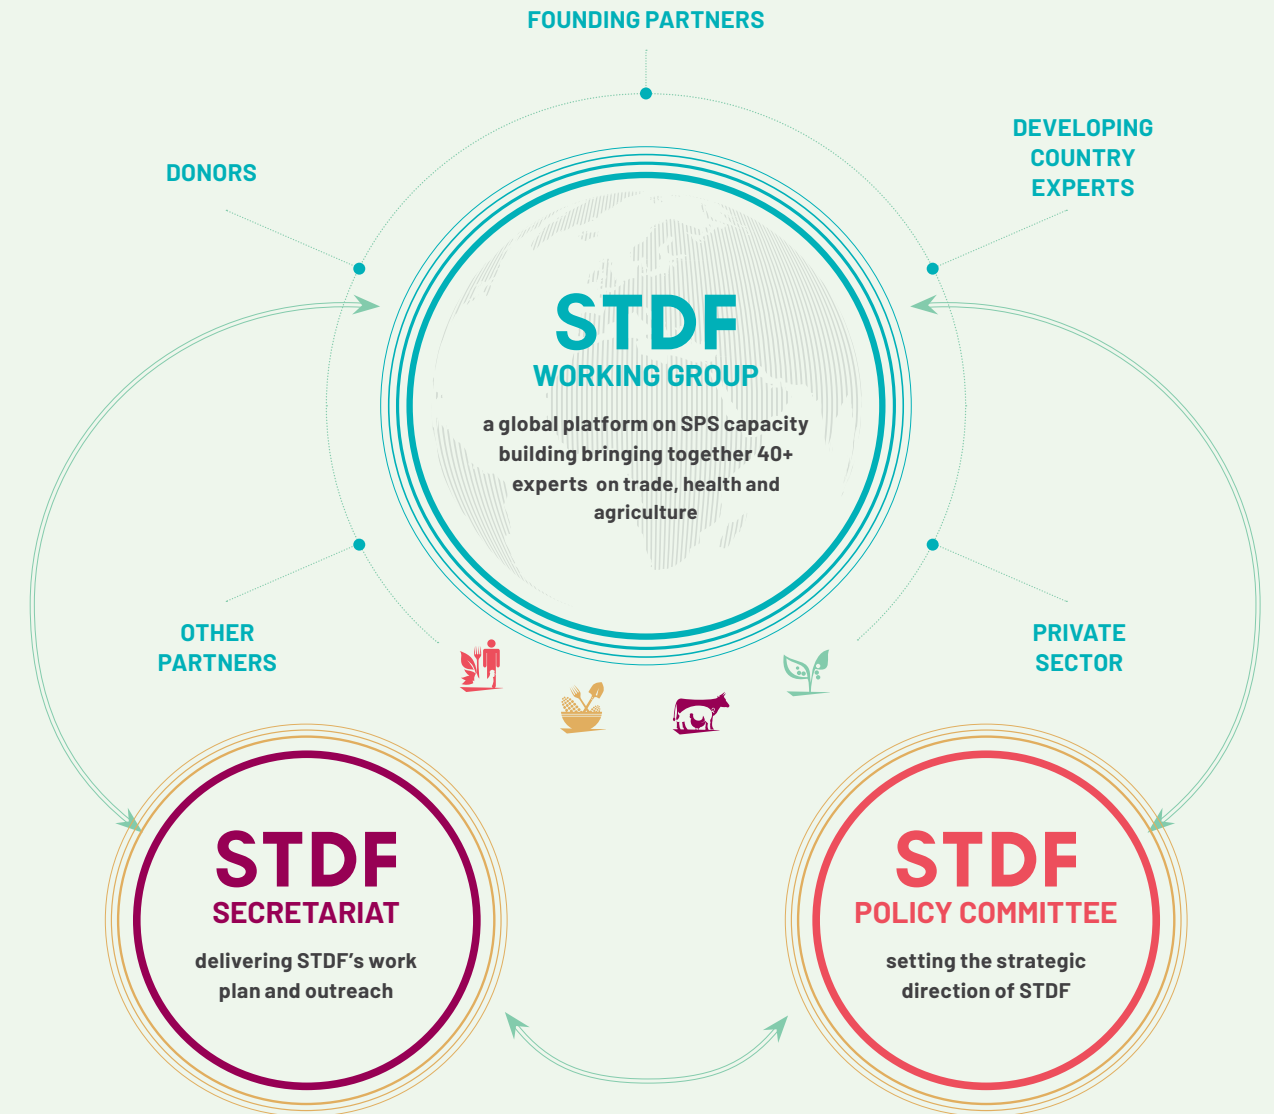 FOUNDING PARTNERS
DONORS
DEVELOPING
COUNTRY
EXPERTS
STDF
WORKING GROUP
a global platform on SPS capacity
building bringing together 40+
experts on trade, health and
agriculture
OTHER
PARTNERS
PRIVATE
SECTOR
STDF
SECRETARIAT
delivering STDF’s work
plan and outreach
STDF
POLICY COMMITTEE
setting the strategic
direction of STDF